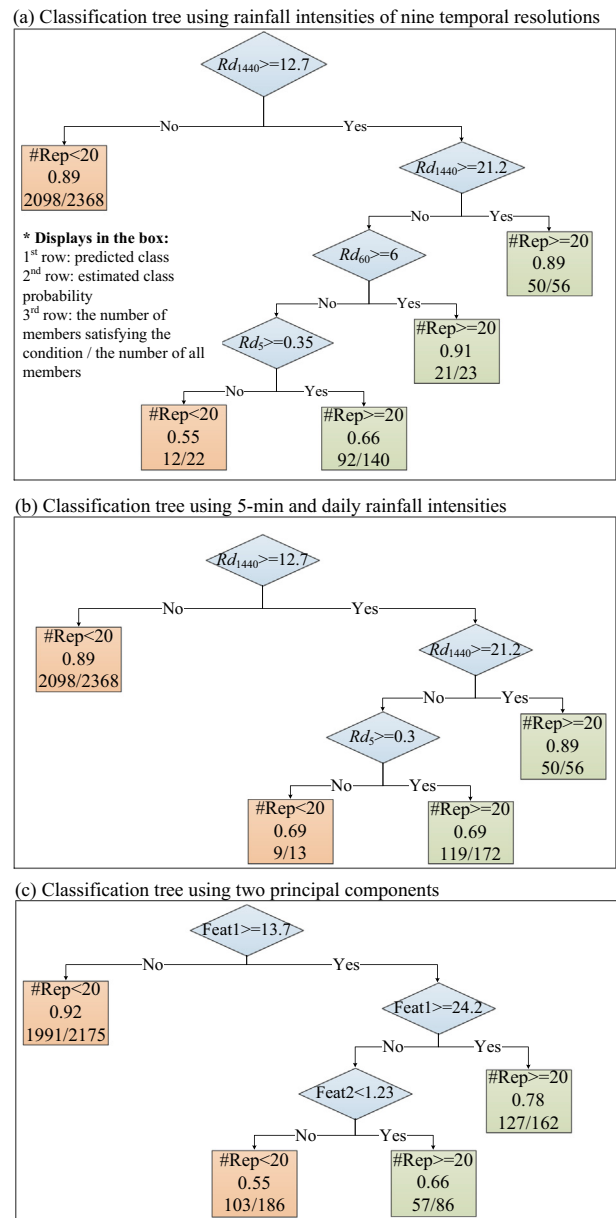 (a) Classification tree using rainfall intensities of nine temporal resolutions
Rd1440>=12.7
No
Yes
#Rep<20
0.89
2098/2368
Rd1440>=21.2
No
Yes
* Displays in the box:
1st row: predicted class
2nd row: estimated class
probability
3rd row: the number of
members satisfying the
condition / the number of all
members
Rd60>=6
#Rep>=20
0.89
50/56
No
Yes
Rd5>=0.35
#Rep>=20
0.91
21/23
No
Yes
#Rep<20
0.55
12/22
#Rep>=20
0.66
92/140
(b) Classification tree using 5-min and daily rainfall intensities
Rd1440>=12.7
No
Yes
#Rep<20
0.89
2098/2368
Rd1440>=21.2
No
Yes
Rd5>=0.3
#Rep>=20
0.89
50/56
No
Yes
#Rep<20
0.69
9/13
#Rep>=20
0.69
119/172
(c) Classification tree using two principal components
Feat1>=13.7
No
Yes
#Rep<20
0.92
1991/2175
Feat1>=24.2
No
Yes
Feat2<1.23
#Rep>=20
0.78
127/162
No
Yes
#Rep<20
0.55
103/186
#Rep>=20
0.66
57/86